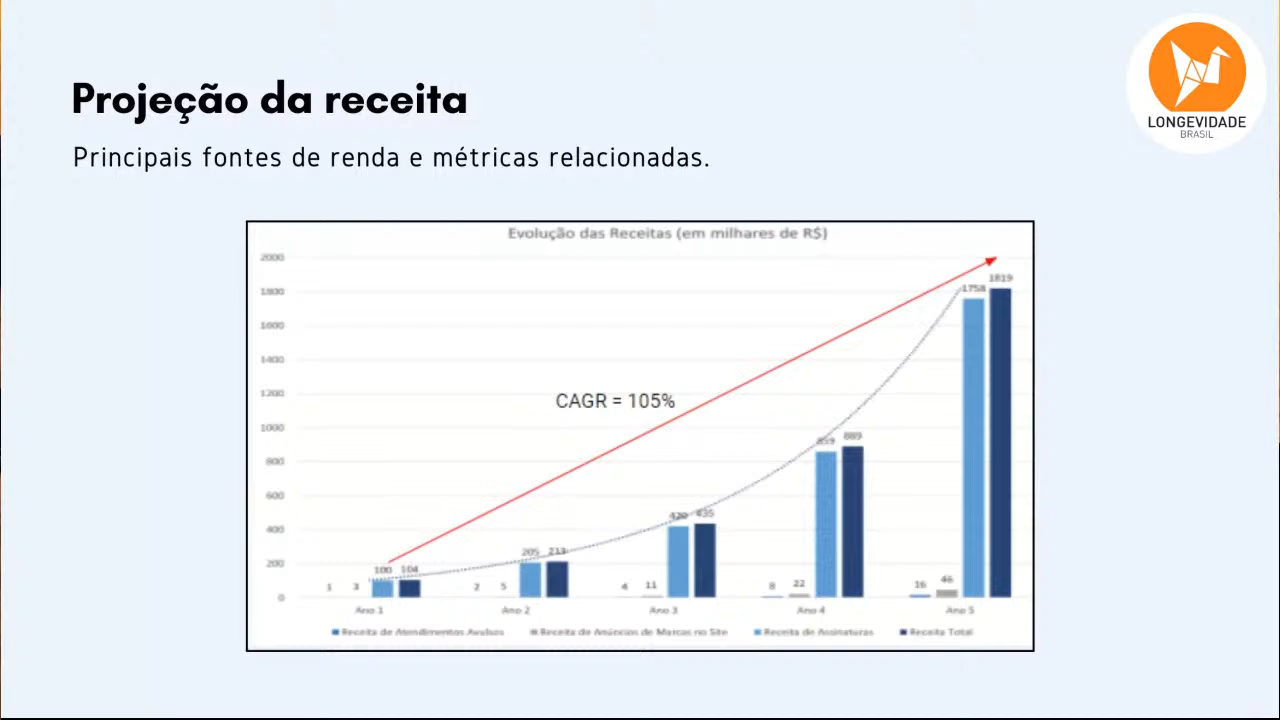 Projeção da receita
LONGEVIDADE
BRASIL
Principais fontes de renda e métricas relacionadas.
Evolução das Receitas (em milhares de R$)
2000
1800
1600
1400
1200
1000
800
600
400
200
0
CAGR = 105%
1 3 100 104
2 5 205 213
4 11 420 435
8 22 859 889
16 46 1758 1819
Ano 1 Ano 2 Ano 3 Ano 4 Ano 5
Receita de Atendimentos Avulsos Receita de Anúncios de Marcas no Site Receita de Assinaturas Receita Total